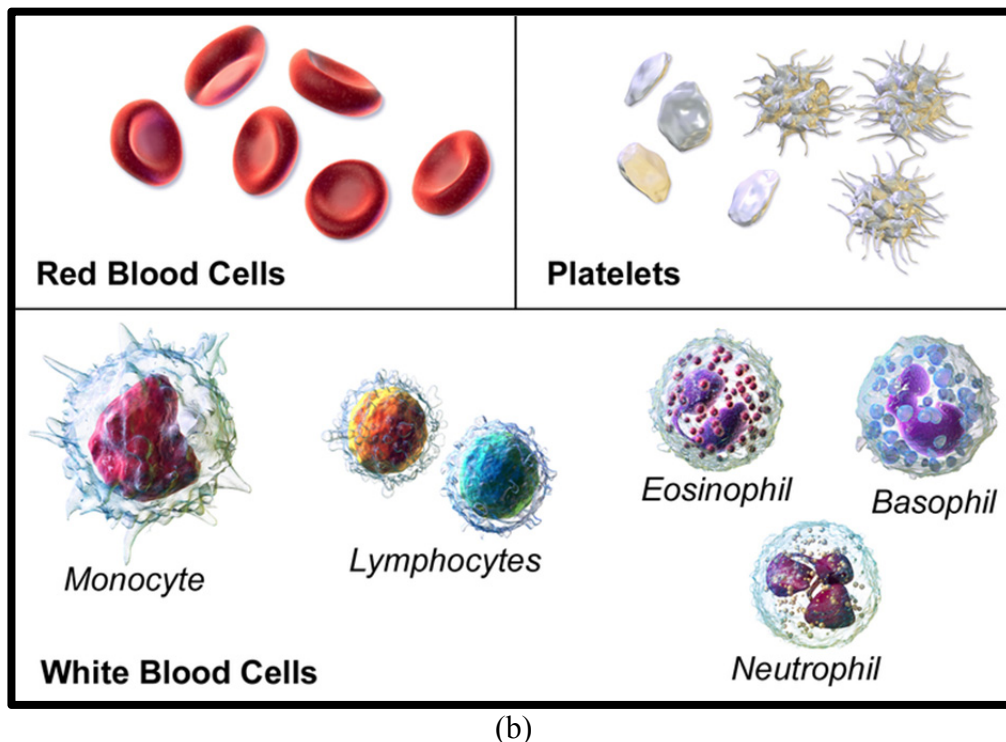 Red Blood Cells
Platelets
Monocyte
Lymphocytes
Eosinophil
Basophil
Neutrophil
White Blood Cells
(b)